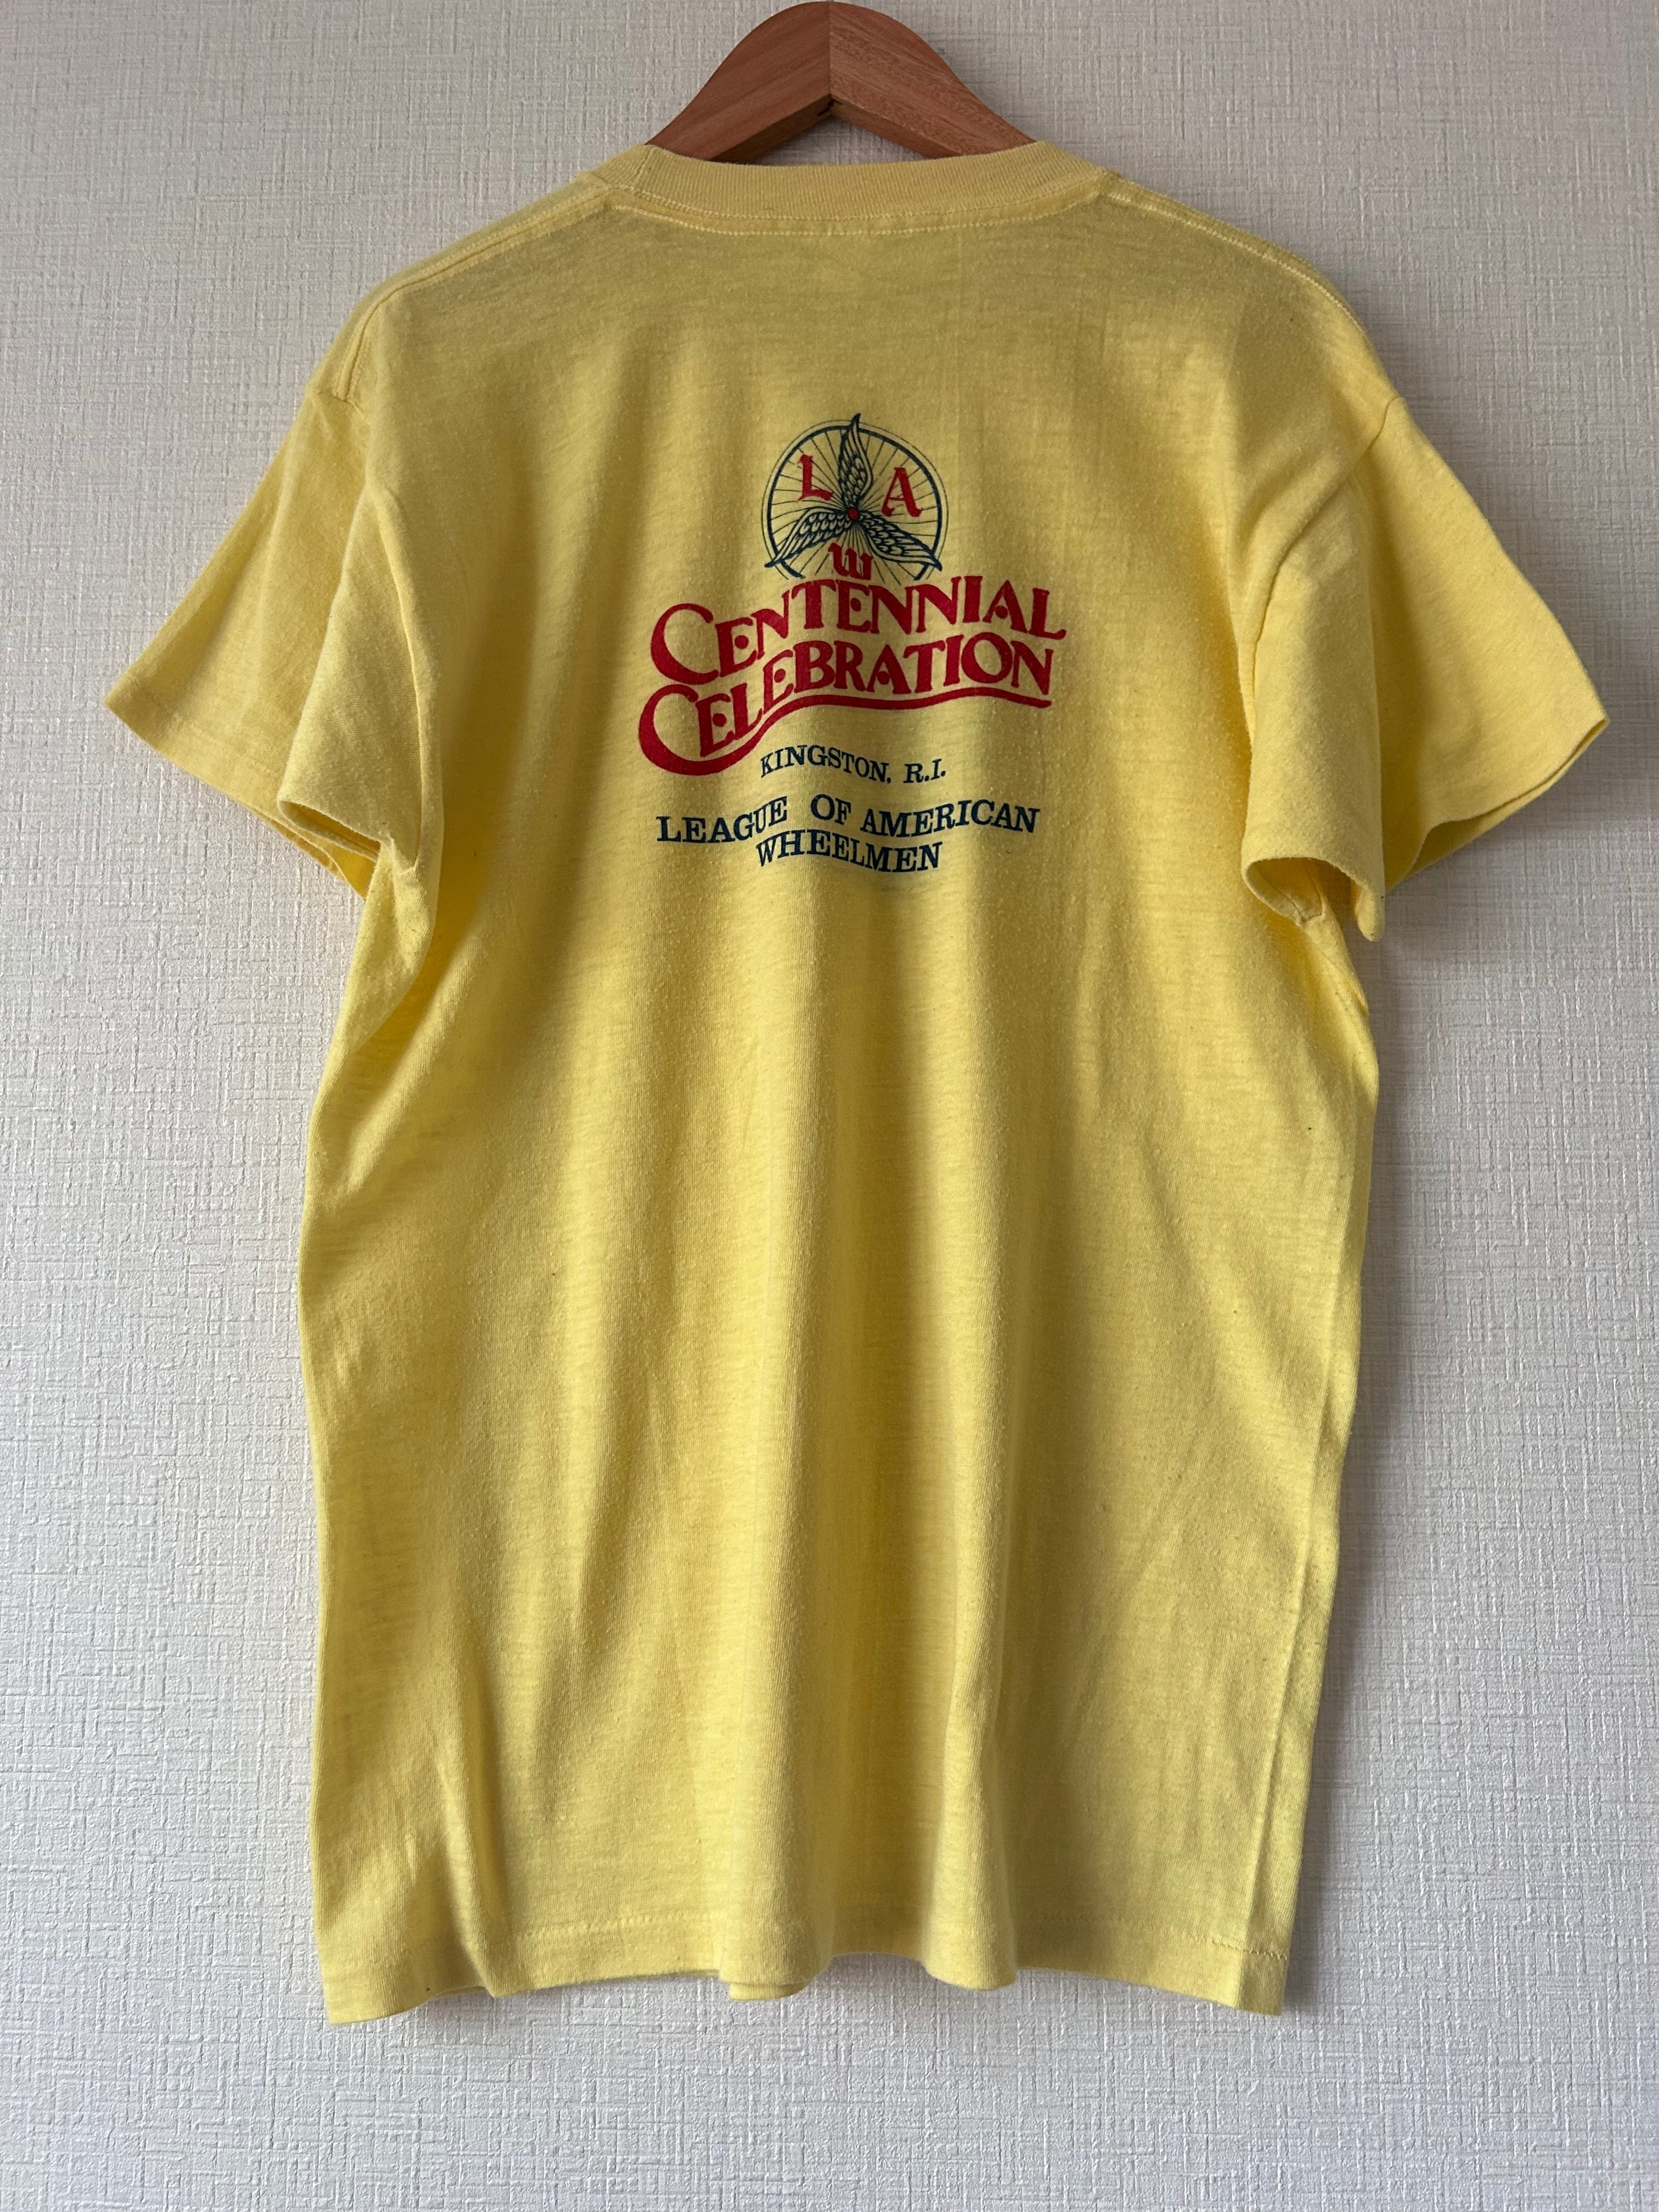 L A
W
CENTENNIAL
CELEBRATION
KINGSTON, R.I.
LEAGUE OF AMERICAN
WHEELMEN